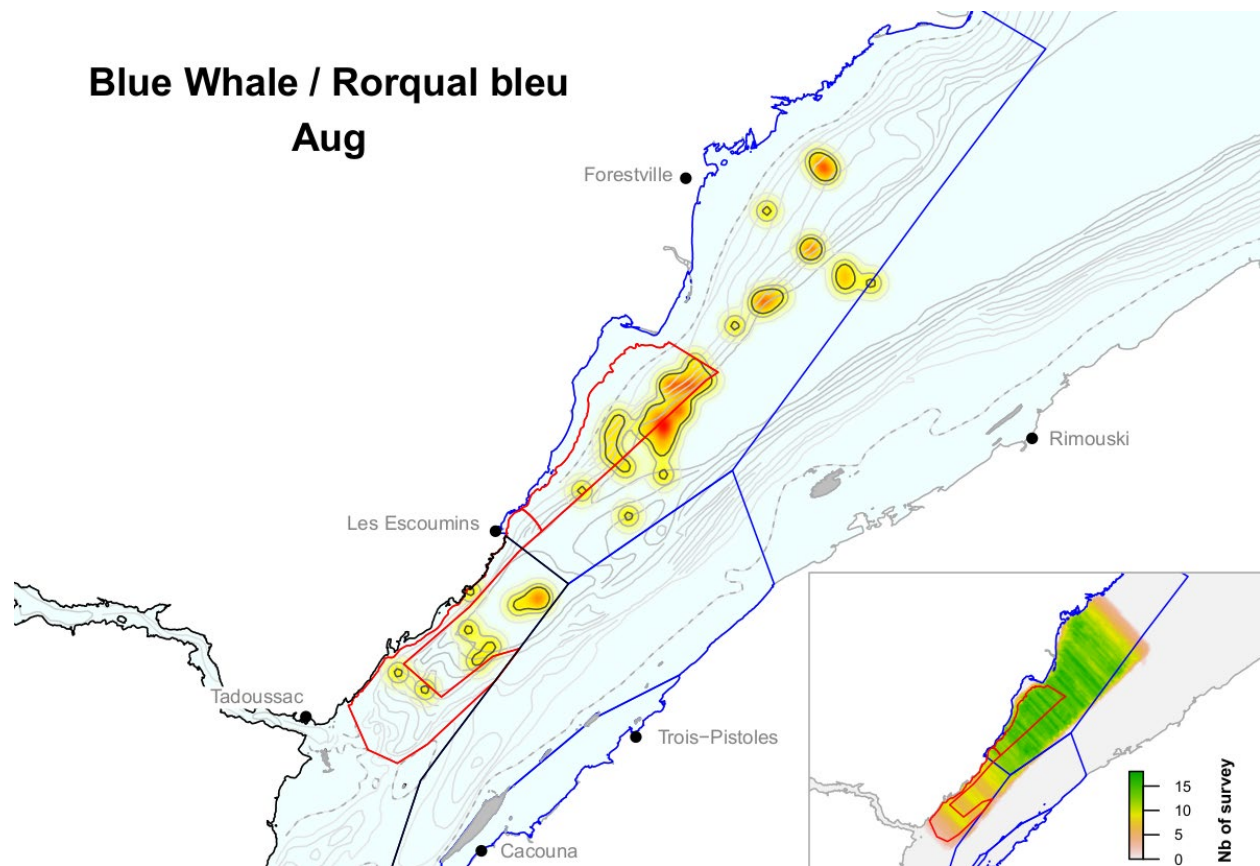 Blue Whale / Rorqual bleu
Aug
Forestville
Rimouski
Les Escoumins
Tadoussac
Trois−Pistoles
Cacouna
15
10
5
0
Nb of survey